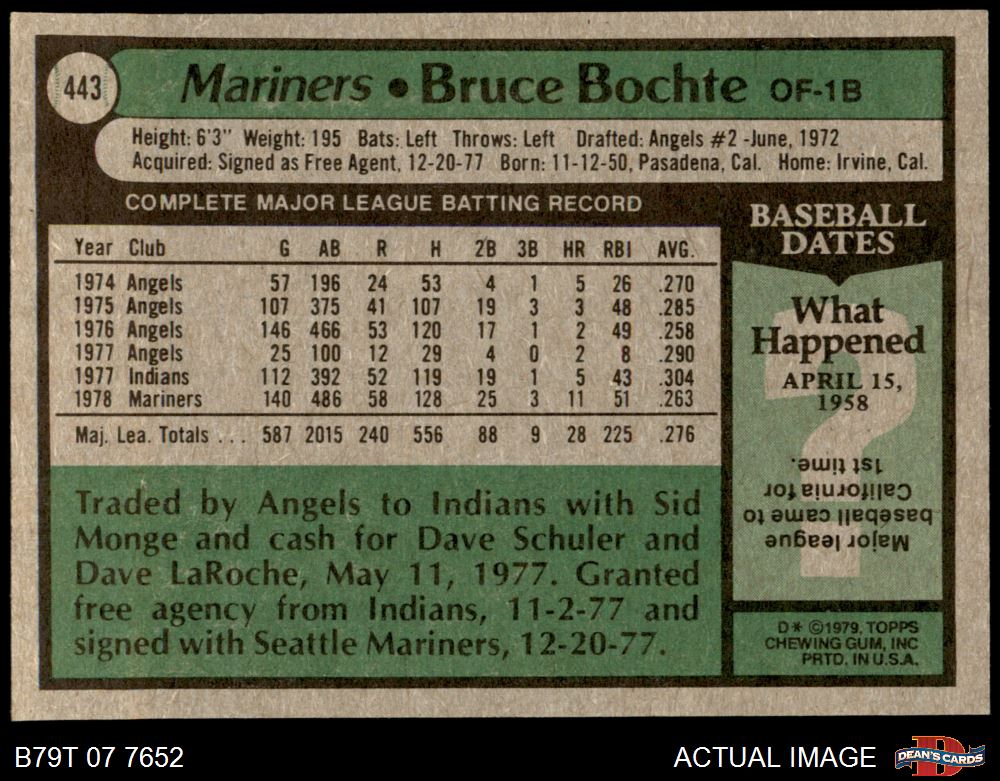 443
Mariners • Bruce Bochte OF-1B
Height: 6'3" Weight: 195 Bats: Left Throws: Left Drafted: Angels #2 -June, 1972
Acquired: Signed as Free Agent, 12-20-77 Born: 11-12-50, Pasadena, Cal. Home: Irvine, Cal.
COMPLETE MAJOR LEAGUE BATTING RECORD
Year Club G AB R H 2B 3B HR RBI AVG.
1974 Angels 57 196 24 53 4 1 5 26 .270
1975 Angels 107 375 41 107 19 3 3 48 .285
1976 Angels 146 466 53 120 17 1 2 49 .258
1977 Angels 25 100 12 29 4 0 2 8 .290
1977 Indians 112 392 52 119 19 1 5 43 .304
1978 Mariners 140 486 58 128 25 3 11 51 .263
Maj. Lea. Totals ... 587 2015 240 556 88 9 28 225 .276
Traded by Angels to Indians with Sid
Monge and cash for Dave Schuler and
Dave LaRoche, May 11, 1977. Granted
free agency from Indians, 11-2-77 and
signed with Seattle Mariners, 12-20-77.
BASEBALL
DATES
?
What
Happened
APRIL 15,
1958
Major league
baseball came to
California for
1st time.
D* ©1979, TOPPS
CHEWING GUM, INC
PRTD. IN U.S.A.
B79T 07 7652
ACTUAL IMAGE
D
DEAN'S CARDS